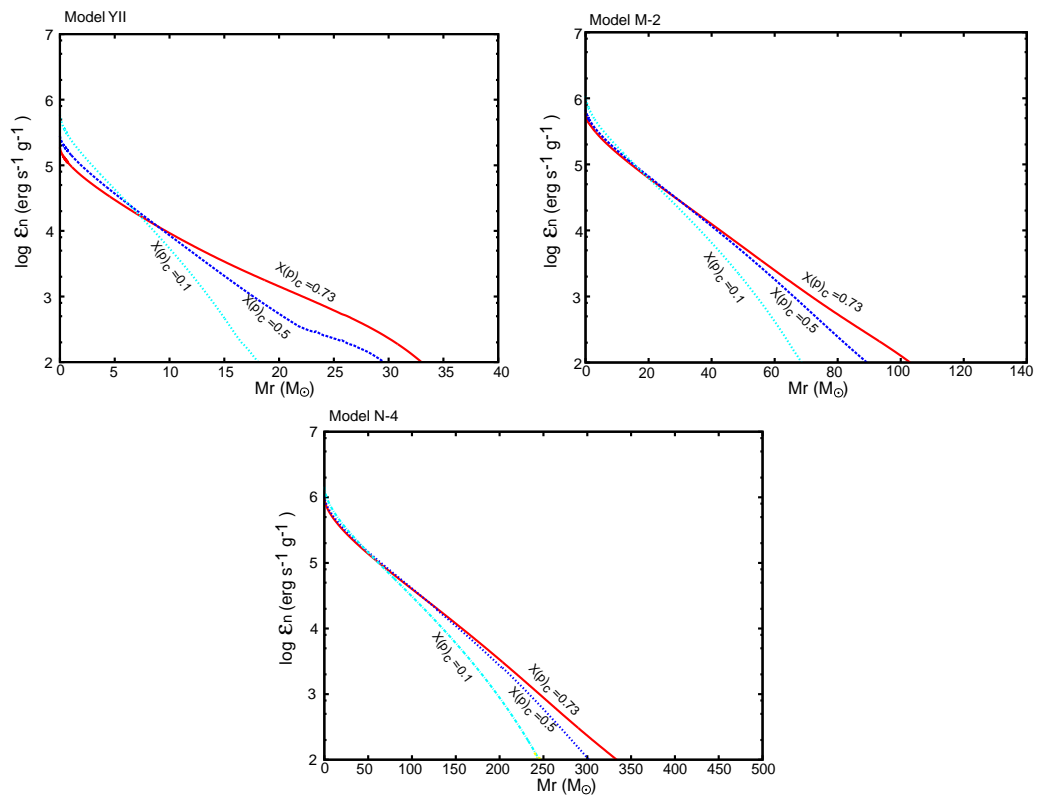 Model YII
7
6
5
4
3
2
log εn (erg s-1 g-1 )
X(p)c =0.73
X(p)c =0.5
X(p)c =0.1
0 5 10 15 20 25 30 35 40
Mr (M⊙)
Model M-2
7
6
5
4
3
2
log εn (erg s-1 g-1 )
X(p)c =0.73
X(p)c =0.5
X(p)c =0.1
0 20 40 60 80 100 120 140
Mr (M⊙)
Model N-4
7
6
5
4
3
2
log εn (erg s-1 g-1 )
X(p)c =0.73
X(p)c =0.5
X(p)c =0.1
0 50 100 150 200 250 300 350 400 450 500
Mr (M⊙)